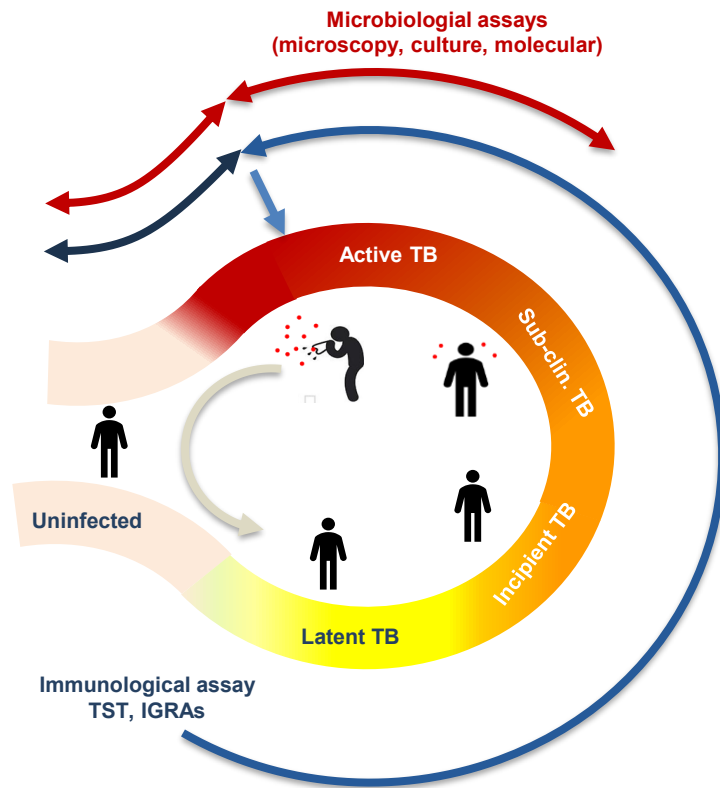 Microbiologial assays
(microscopy, culture, molecular)
Active TB
Sub-clin. TB
Uninfected
Incipient TB
Latent TB
Immunological assay
TST, IGRAs